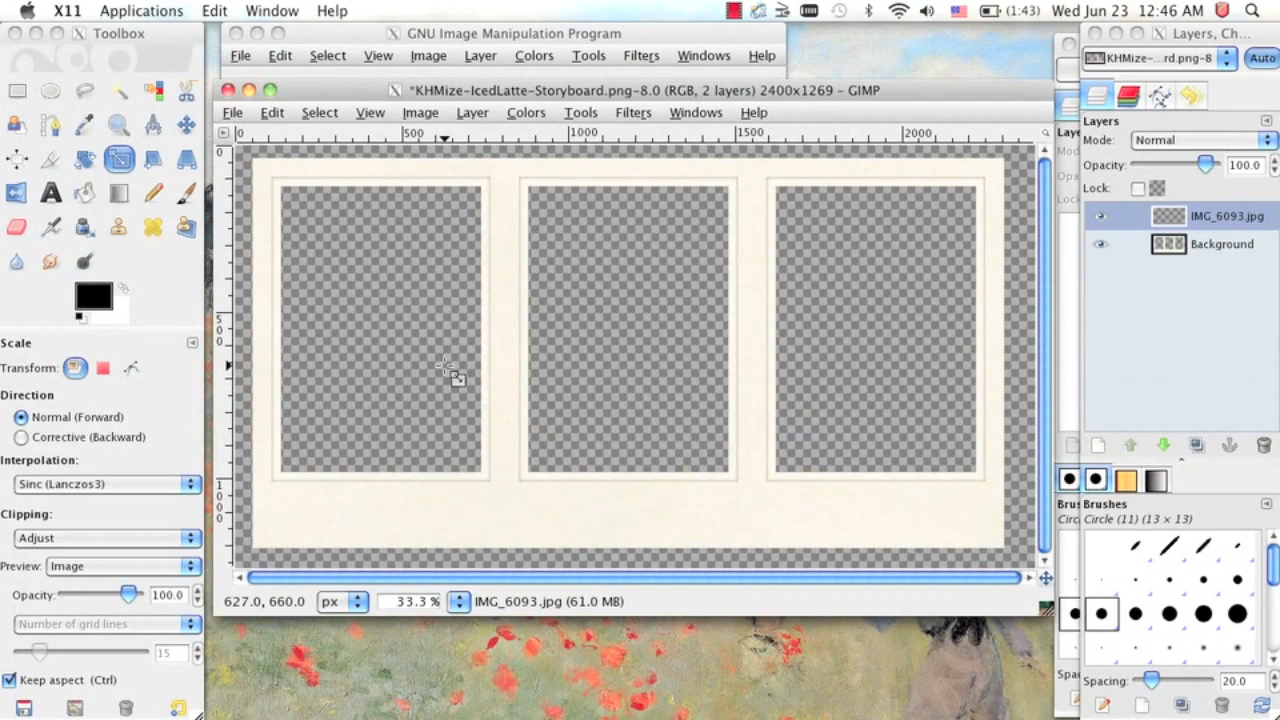 X11 Applications Edit Window Help (1:43) Wed Jun 23 12:46 AM
Toolbox
GNU Image Manipulation Program
Layers, Ch...
File Edit Select View Image Layer Colors Tools Filters Windows Help
KHMize-...rd.png-8 Auto
*KHMize-IcedLatte-Storyboard.png-8.0 (RGB, 2 layers) 2400x1269 – GIMP
File Edit Select View Image Layer Colors Tools Filters Windows Help
0 500 1000 1500 2000
0
500
1000
Layers
Mode: Normal
Opacity: 100.0
Lock:
IMG_6093.jpg
Background
Scale
Transform:
Direction
Normal (Forward)
Corrective (Backward)
Interpolation:
Sinc (Lanczos3)
Clipping:
Adjust
Preview: Image
Opacity: 100.0
Number of grid lines
15
Keep aspect (Ctrl)
627.0, 660.0 px 33.3 % IMG_6093.jpg (61.0 MB)
Brushes
Circle (11) (13 × 13)
Spacing: 20.0